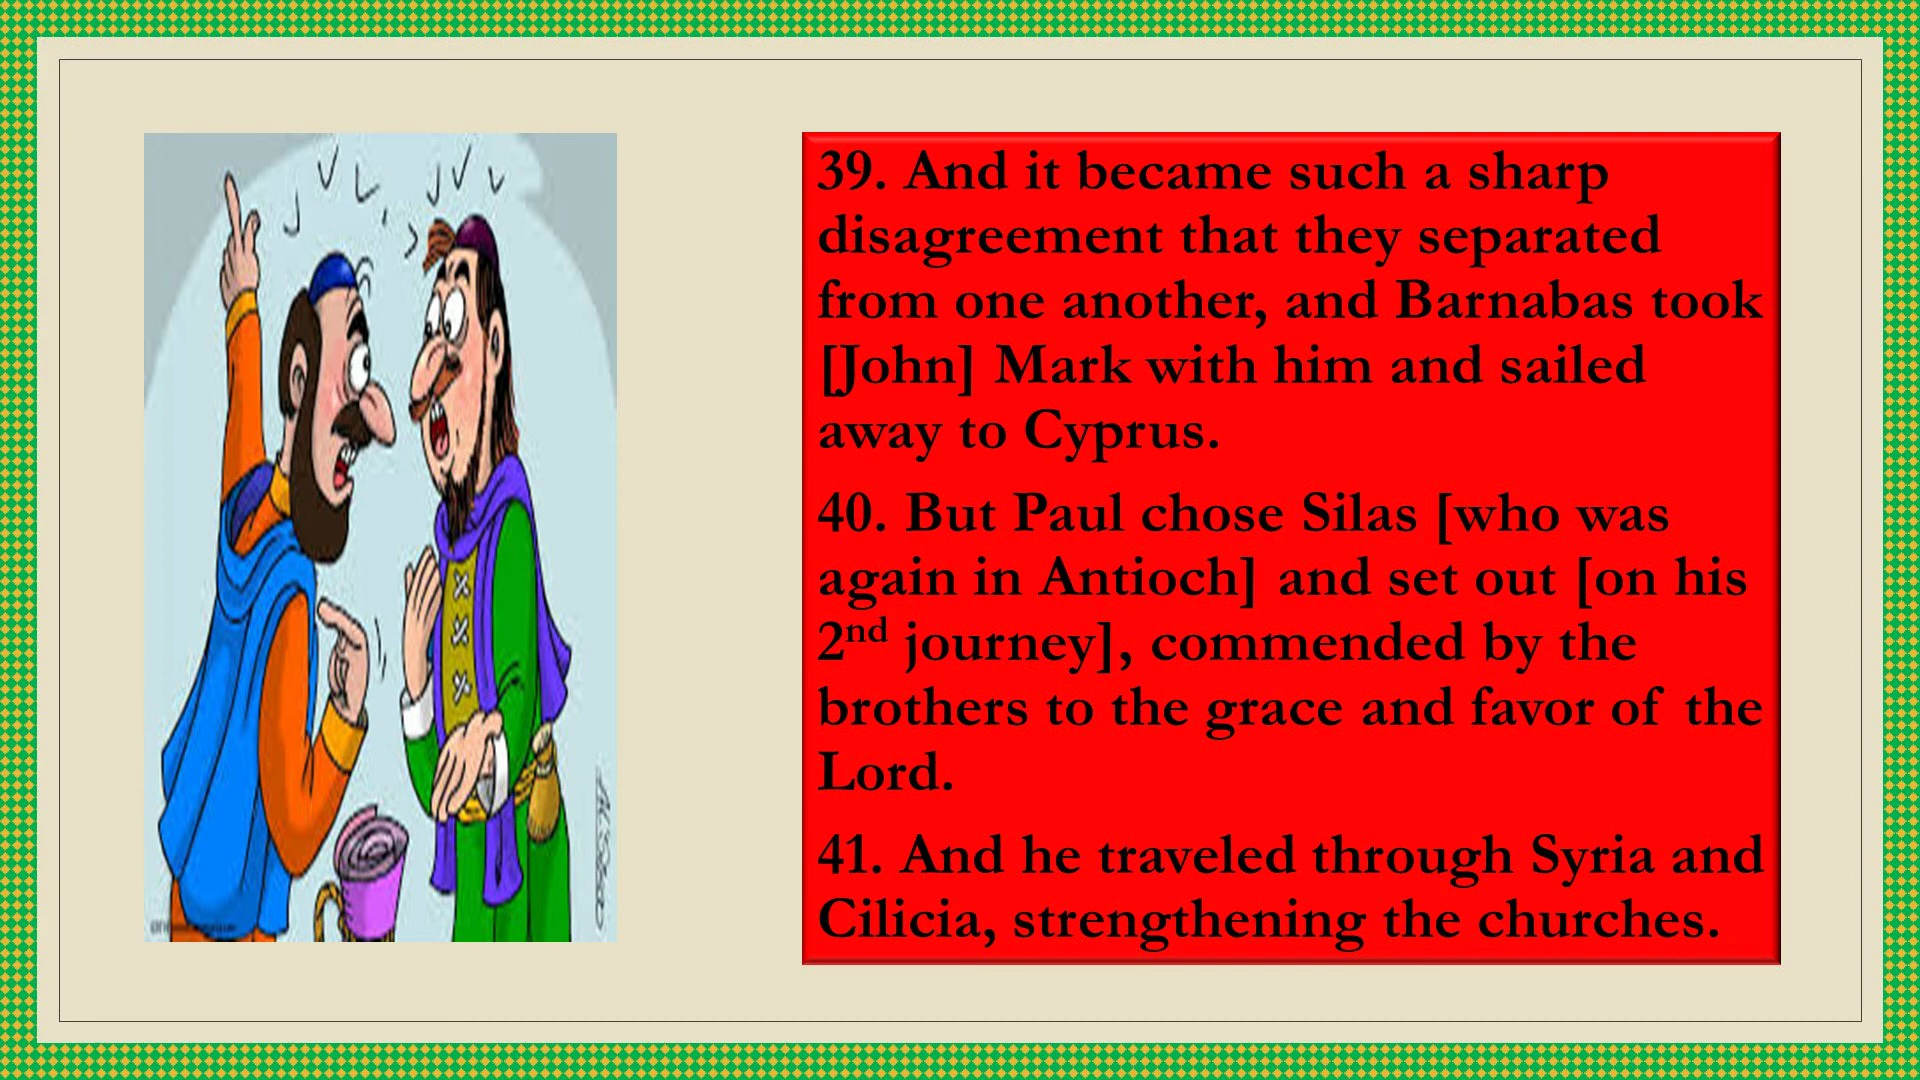 39. And it became such a sharp
disagreement that they separated
from one another, and Barnabas took
[John] Mark with him and sailed
away to Cyprus.
40. But Paul chose Silas [who was
again in Antioch] and set out [on his
2nd journey], commended by the
brothers to the grace and favor of the
Lord.
41. And he traveled through Syria and
Cilicia, strengthening the churches.